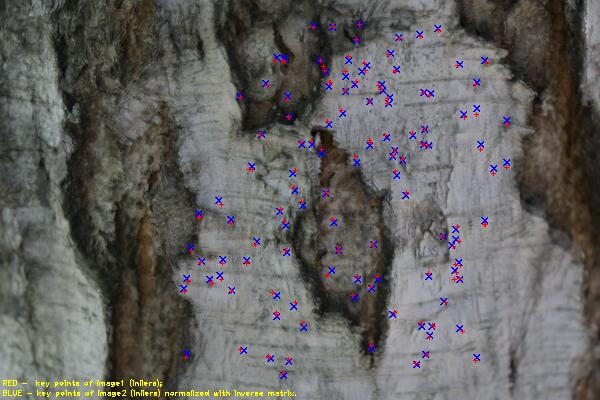 RED -  key points of image1 (inliers);
BLUE - key points of image2 (inliers) normalized with inverse matrix.